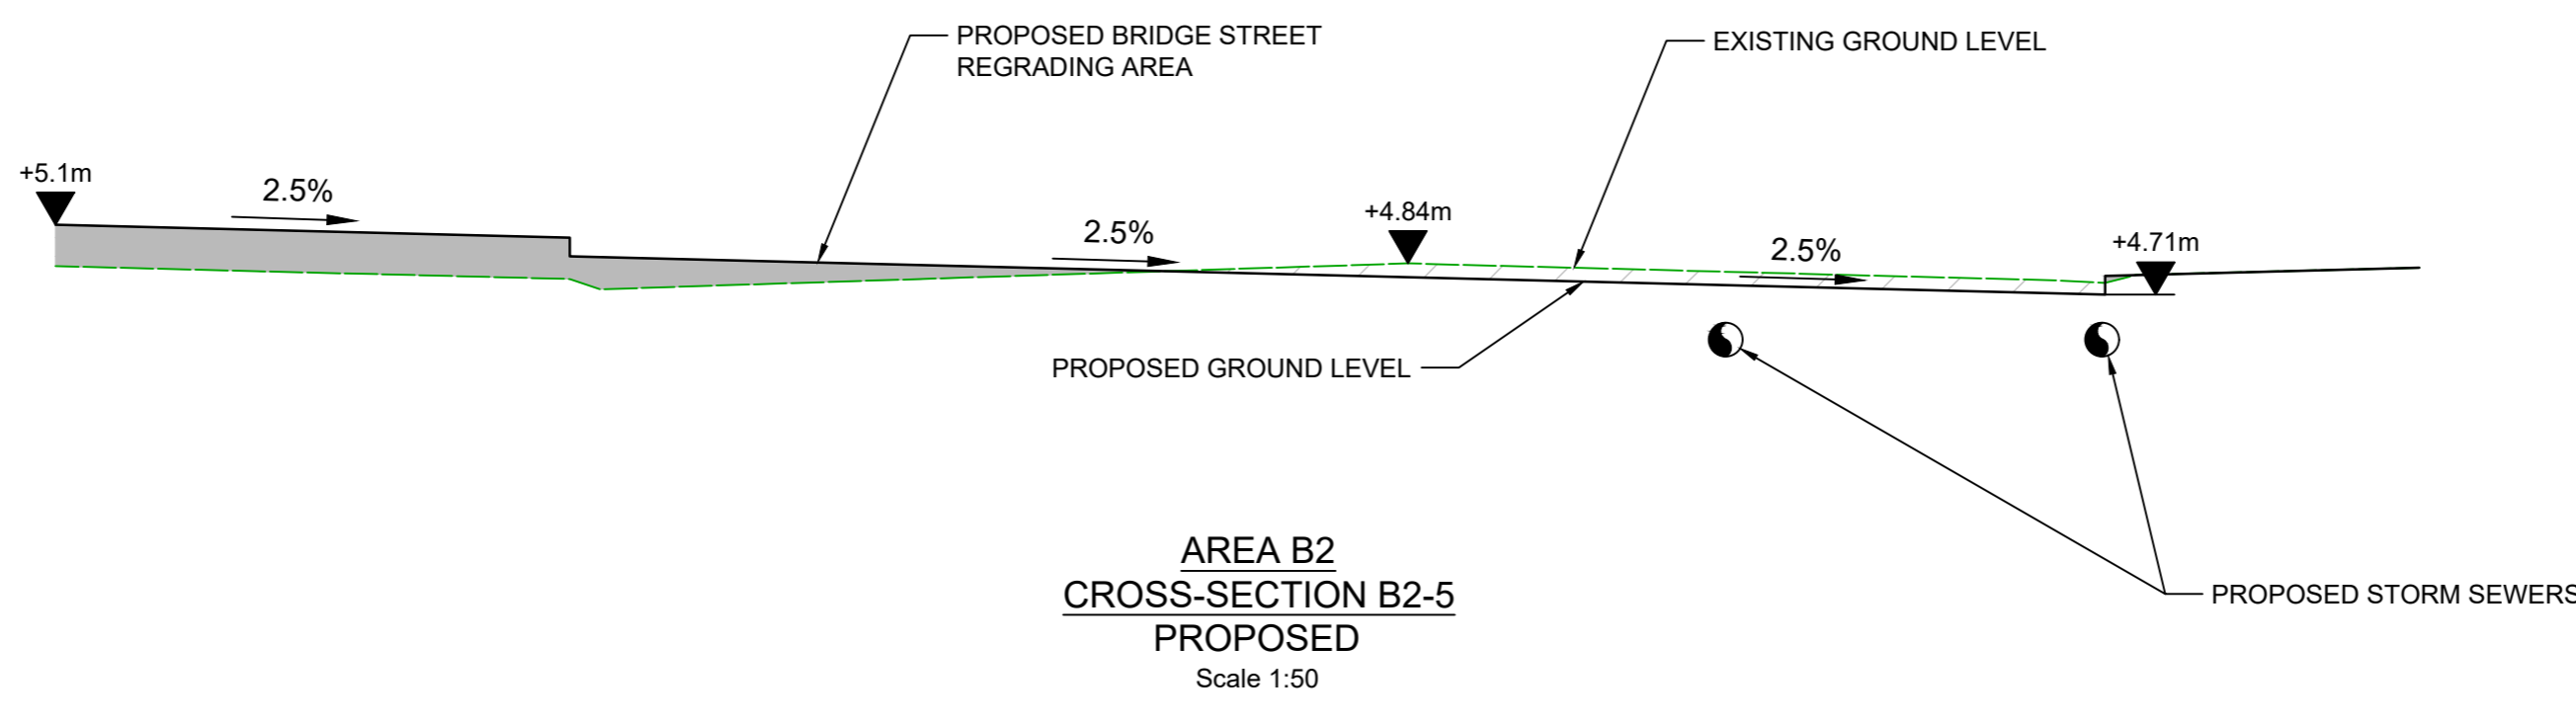 PROPOSED BRIDGE STREET
REGRADING AREA
EXISTING GROUND LEVEL
+5.1m
2.5%
+4.84m
2.5%
2.5%
+4.71m
PROPOSED GROUND LEVEL
PROPOSED STORM SEWERS
AREA B2
CROSS-SECTION B2-5
PROPOSED
Scale 1:50